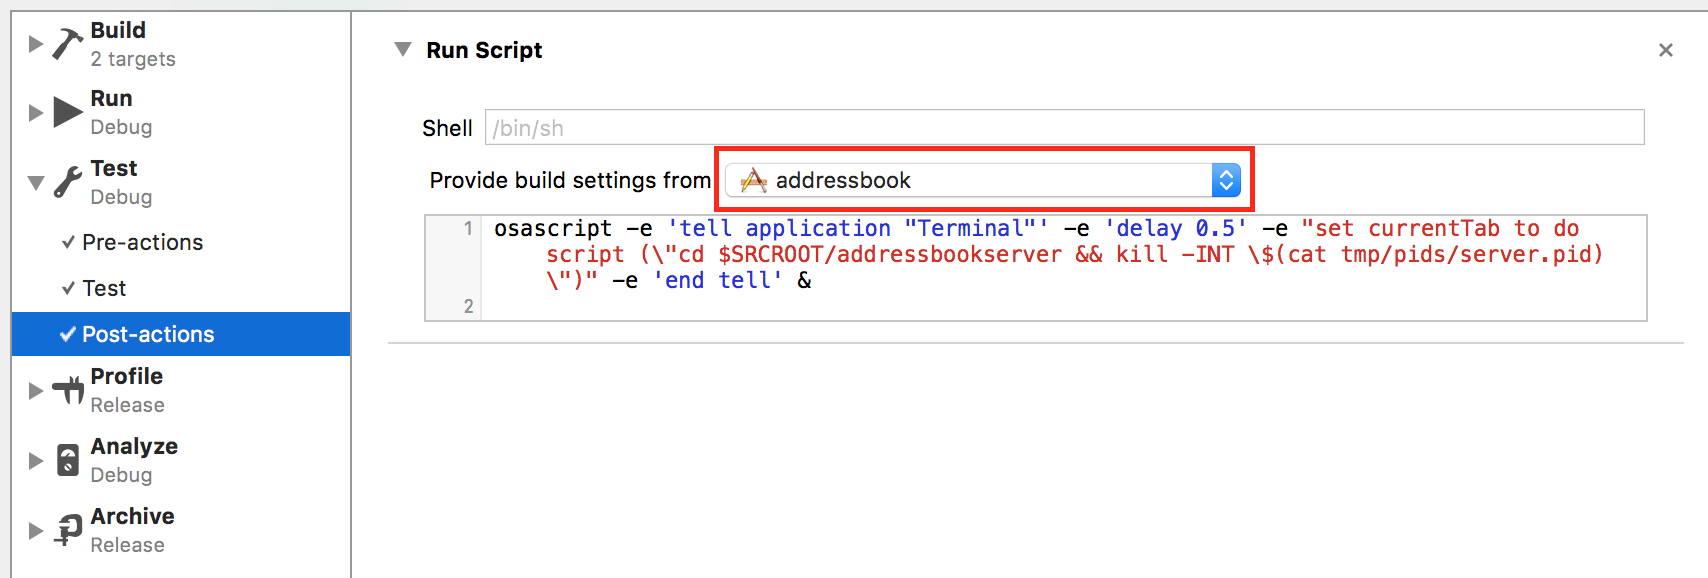 Build
2 targets
Run
Debug
Test
Debug
Pre-actions
Test
Post-actions
Profile
Release
Analyze
Debug
Archive
Release
Run Script
Shell /bin/sh
Provide build settings from addressbook
1 osascript -e 'tell application "Terminal"' -e 'delay 0.5' -e "set currentTab to do
script (\"cd $SRCROOT/addressbookserver && kill -INT \$(cat tmp/pids/server.pid)
\")" -e 'end tell' &
2